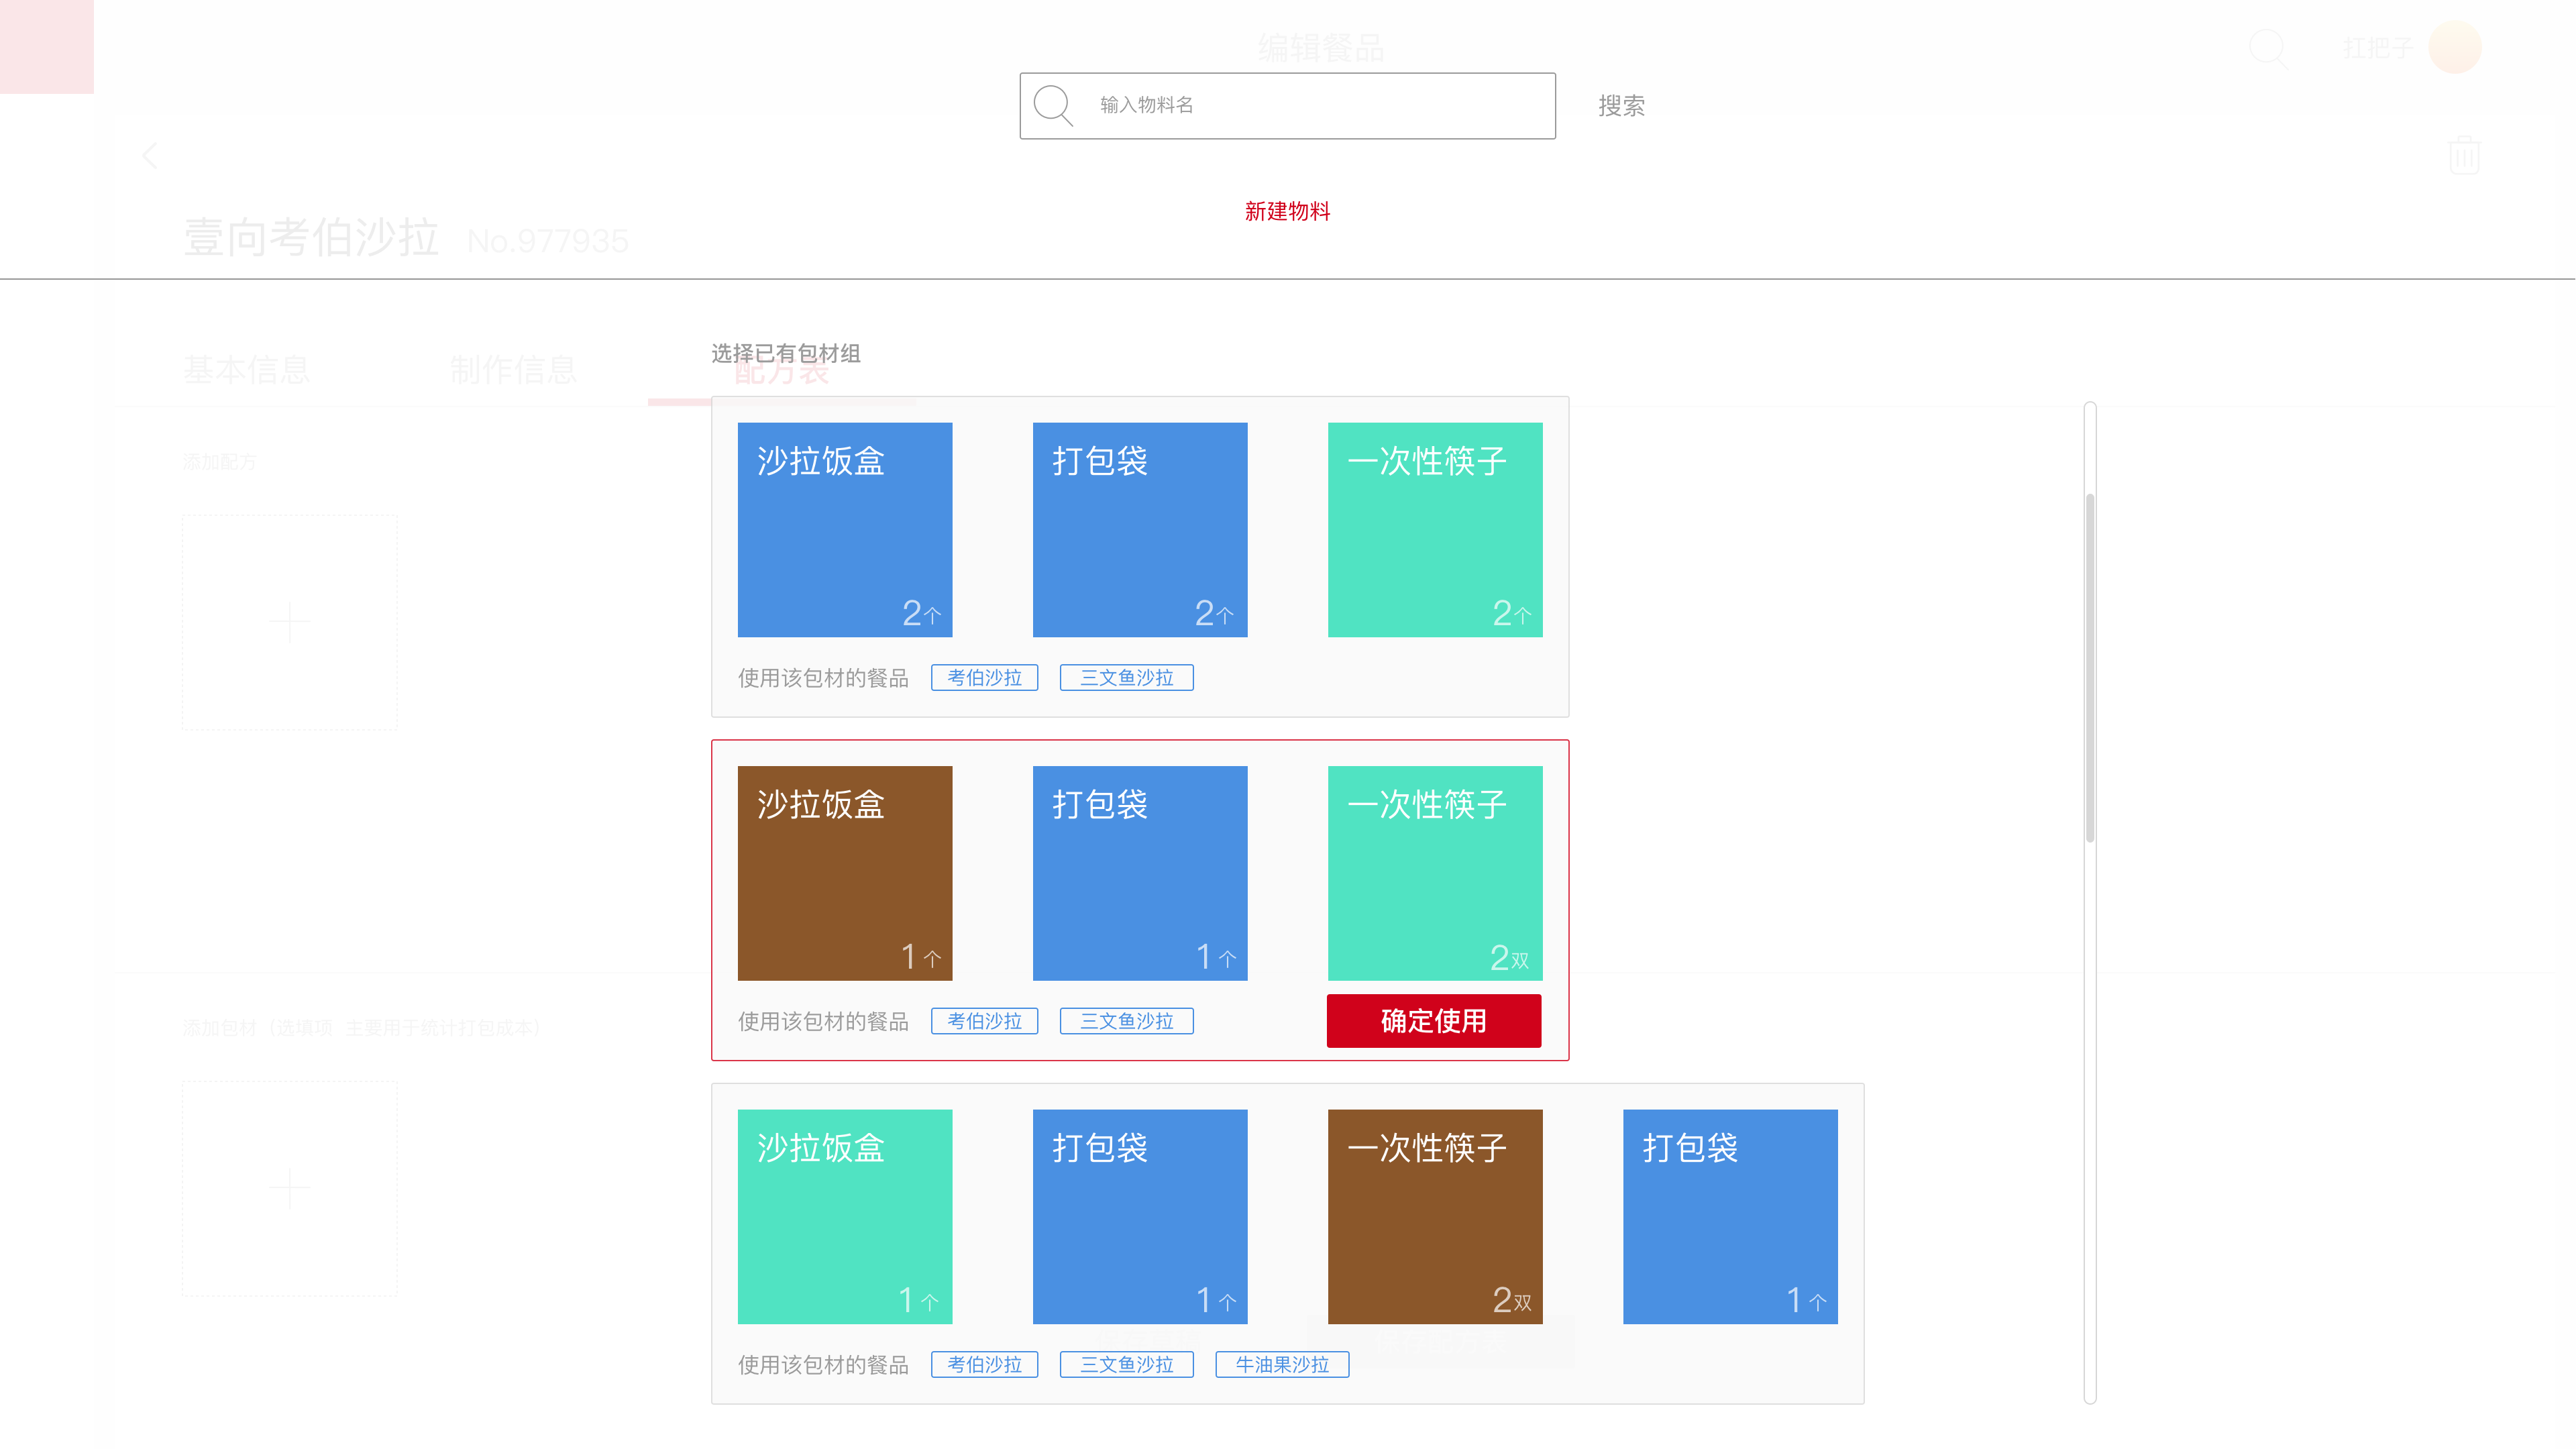 编辑餐品
扛把子
输入物料名
搜索
新建物料
壹向考伯沙拉 No.977935
选择已有包材组
基本信息 制作信息 配方表
添加配方
沙拉饭盒 打包袋 一次性筷子
2个 2个 2个
使用该包材的餐品 考伯沙拉 三文鱼沙拉
沙拉饭盒 打包袋 一次性筷子
1个 1个 2双
使用该包材的餐品 考伯沙拉 三文鱼沙拉 确定使用
添加包材（选填项 主要用于统计打包成本）
沙拉饭盒 打包袋 一次性筷子 打包袋
1个 1个 2双 1个
使用该包材的餐品 考伯沙拉 三文鱼沙拉 牛油果沙拉